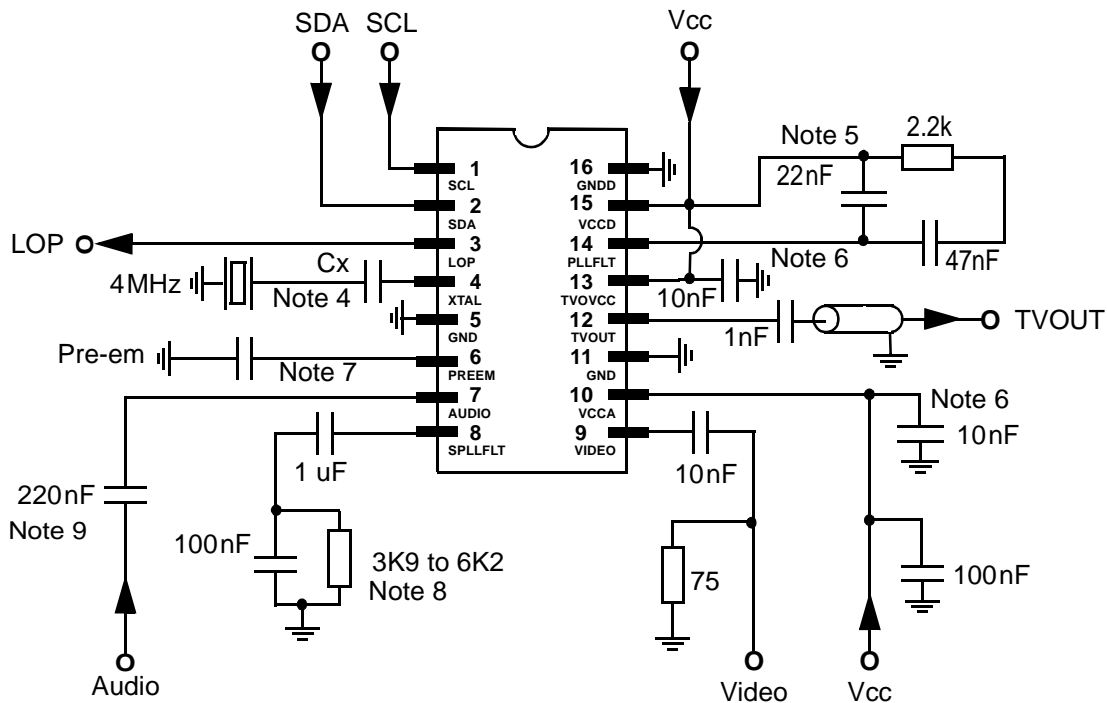 SDA SCL
Vcc
Note 5
2.2k
22nF
1
SCL
16
GNDD
2
SDA
15
VCCD
LOP
3
LOP
14
PLLFLT
Note 6
47nF
4MHz
Cx
Note 4
4
XTAL
13
TVOVCC
10nF
5
GND
12
TVOUT
1nF
TVOUT
Pre-em
Note 7
6
PREEM
11
GND
7
AUDIO
10
VCCA
Note 6
10nF
8
SPLLFLT
9
VIDEO
1 uF
10nF
220nF
Note 9
100nF
3K9 to 6K2
Note 8
75
100nF
Audio
Video
Vcc